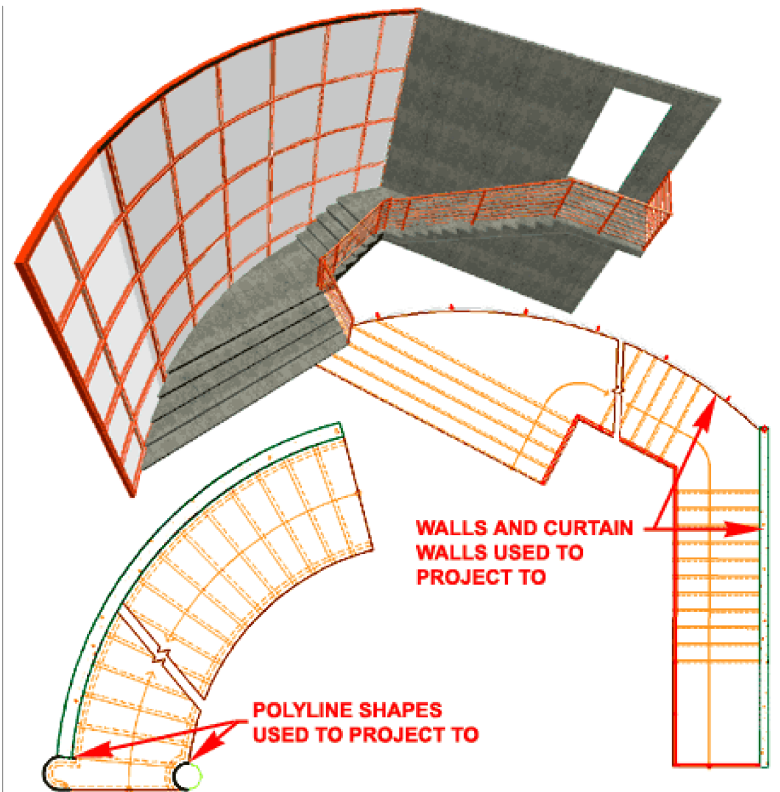 WALLS AND CURTAIN
WALLS USED TO
PROJECT TO
POLYLINE SHAPES
USED TO PROJECT TO